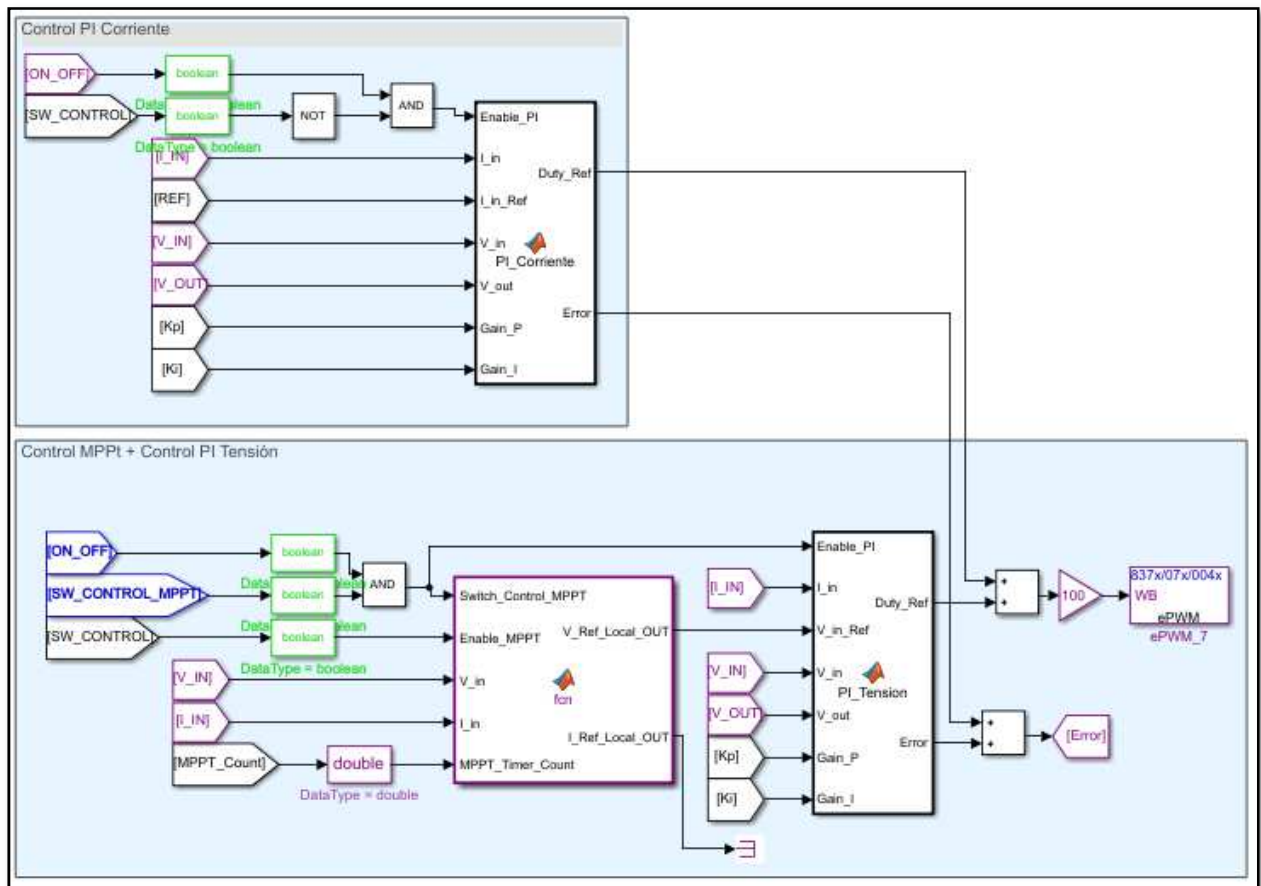 Control PI Corriente
[ON_OFF]
boolean
[SW_CONTROL]
boolean
DataType = boolean
NOT
AND
[I_IN]
[REF]
[V_IN]
[V_OUT]
[Kp]
[Ki]
Enable_PI
I_in
I_in_Ref
V_in
V_out
Gain_P
Gain_I
PI_Corriente
Duty_Ref
Error
Control MPPt + Control PI Tensión
[ON_OFF]
boolean
[SW_CONTROL_MPPT]
boolean
[SW_CONTROL]
boolean
DataType = boolean
AND
[V_IN]
[I_IN]
[MPPT_Count]
double
DataType = double
Switch_Control_MPPT
Enable_MPPT
V_in
I_in
MPPT_Timer_Count
fcn
V_Ref_Local_OUT
I_Ref_Local_OUT
[I_IN]
[V_IN]
[V_OUT]
[Kp]
[Ki]
Enable_PI
I_in
V_in_Ref
V_in
V_out
Gain_P
Gain_I
PI_Tension
Duty_Ref
Error
+
+
100
837x/07x/004x
WB
ePWM
ePWM_7
+
+
[Error]